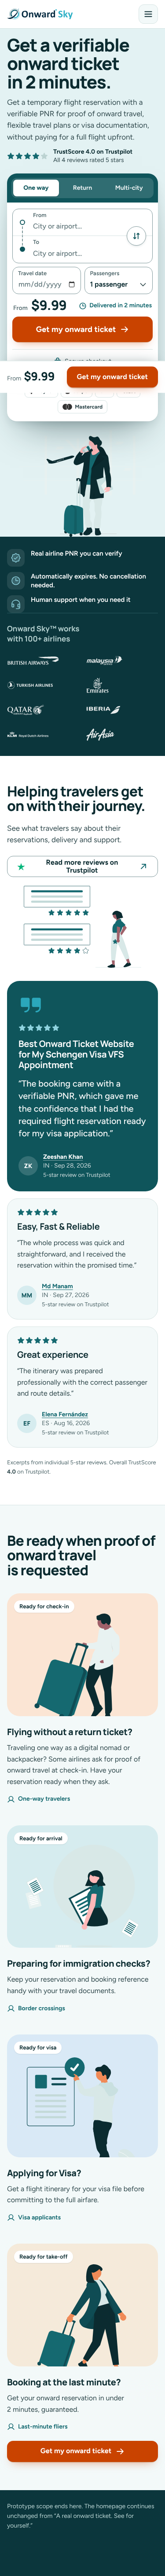 Onward Sky
Get a verifiable
onward ticket
in 2 minutes.
Get a temporary flight reservation with a
verifiable PNR for proof of onward travel,
flexible travel plans or visa documentation,
without paying for a full flight upfront.
TrustScore 4.0 on Trustpilot
All 4 reviews rated 5 stars
One way
Return
Multi-city
From
City or airport...
To
City or airport...
Travel date
mm/dd/yyyy
Passengers
1 passenger
From $9.99
Delivered in 2 minutes
Get my onward ticket →
From $9.99
Get my onward ticket
Mastercard
Real airline PNR you can verify
Automatically expires. No cancellation
needed.
Human support when you need it
Onward Sky™ works
with 100+ airlines
BRITISH AIRWAYS
malaysia
TURKISH AIRLINES
Emirates
QATAR
IBERIA
KLM Royal Dutch Airlines
AirAsia
Helping travelers get
on with their journey.
See what travelers say about their
reservations, delivery and support.
Read more reviews on
Trustpilot
Best Onward Ticket Website
for My Schengen Visa VFS
Appointment
“The booking came with a
verifiable PNR, which gave me
the confidence that I had the
required flight reservation ready
for my visa application.”
ZK
Zeeshan Khan
IN · Sep 28, 2026
5-star review on Trustpilot
Easy, Fast & Reliable
“The whole process was quick and
straightforward, and I received the
reservation within the promised time.”
MM
Md Manam
IN · Sep 27, 2026
5-star review on Trustpilot
Great experience
“The itinerary was prepared
professionally with the correct passenger
and route details.”
EF
Elena Fernández
ES · Aug 16, 2026
5-star review on Trustpilot
Excerpts from individual 5-star reviews. Overall TrustScore
4.0 on Trustpilot.
Be ready when proof of
onward travel
is requested
Ready for check-in
Flying without a return ticket?
Traveling one way as a digital nomad or
backpacker? Some airlines ask for proof of
onward travel at check-in. Have your
reservation ready when they ask.
One-way travelers
Ready for arrival
Preparing for immigration checks?
Keep your reservation and booking reference
handy with your travel documents.
Border crossings
Ready for visa
Applying for Visa?
Get a flight itinerary for your visa file before
committing to the full airfare.
Visa applicants
Ready for take-off
Booking at the last minute?
Get your onward reservation in under
2 minutes, guaranteed.
Last-minute fliers
Get my onward ticket →
Prototype scope ends here. The homepage continues
unchanged from “A real onward ticket. See for
yourself.”